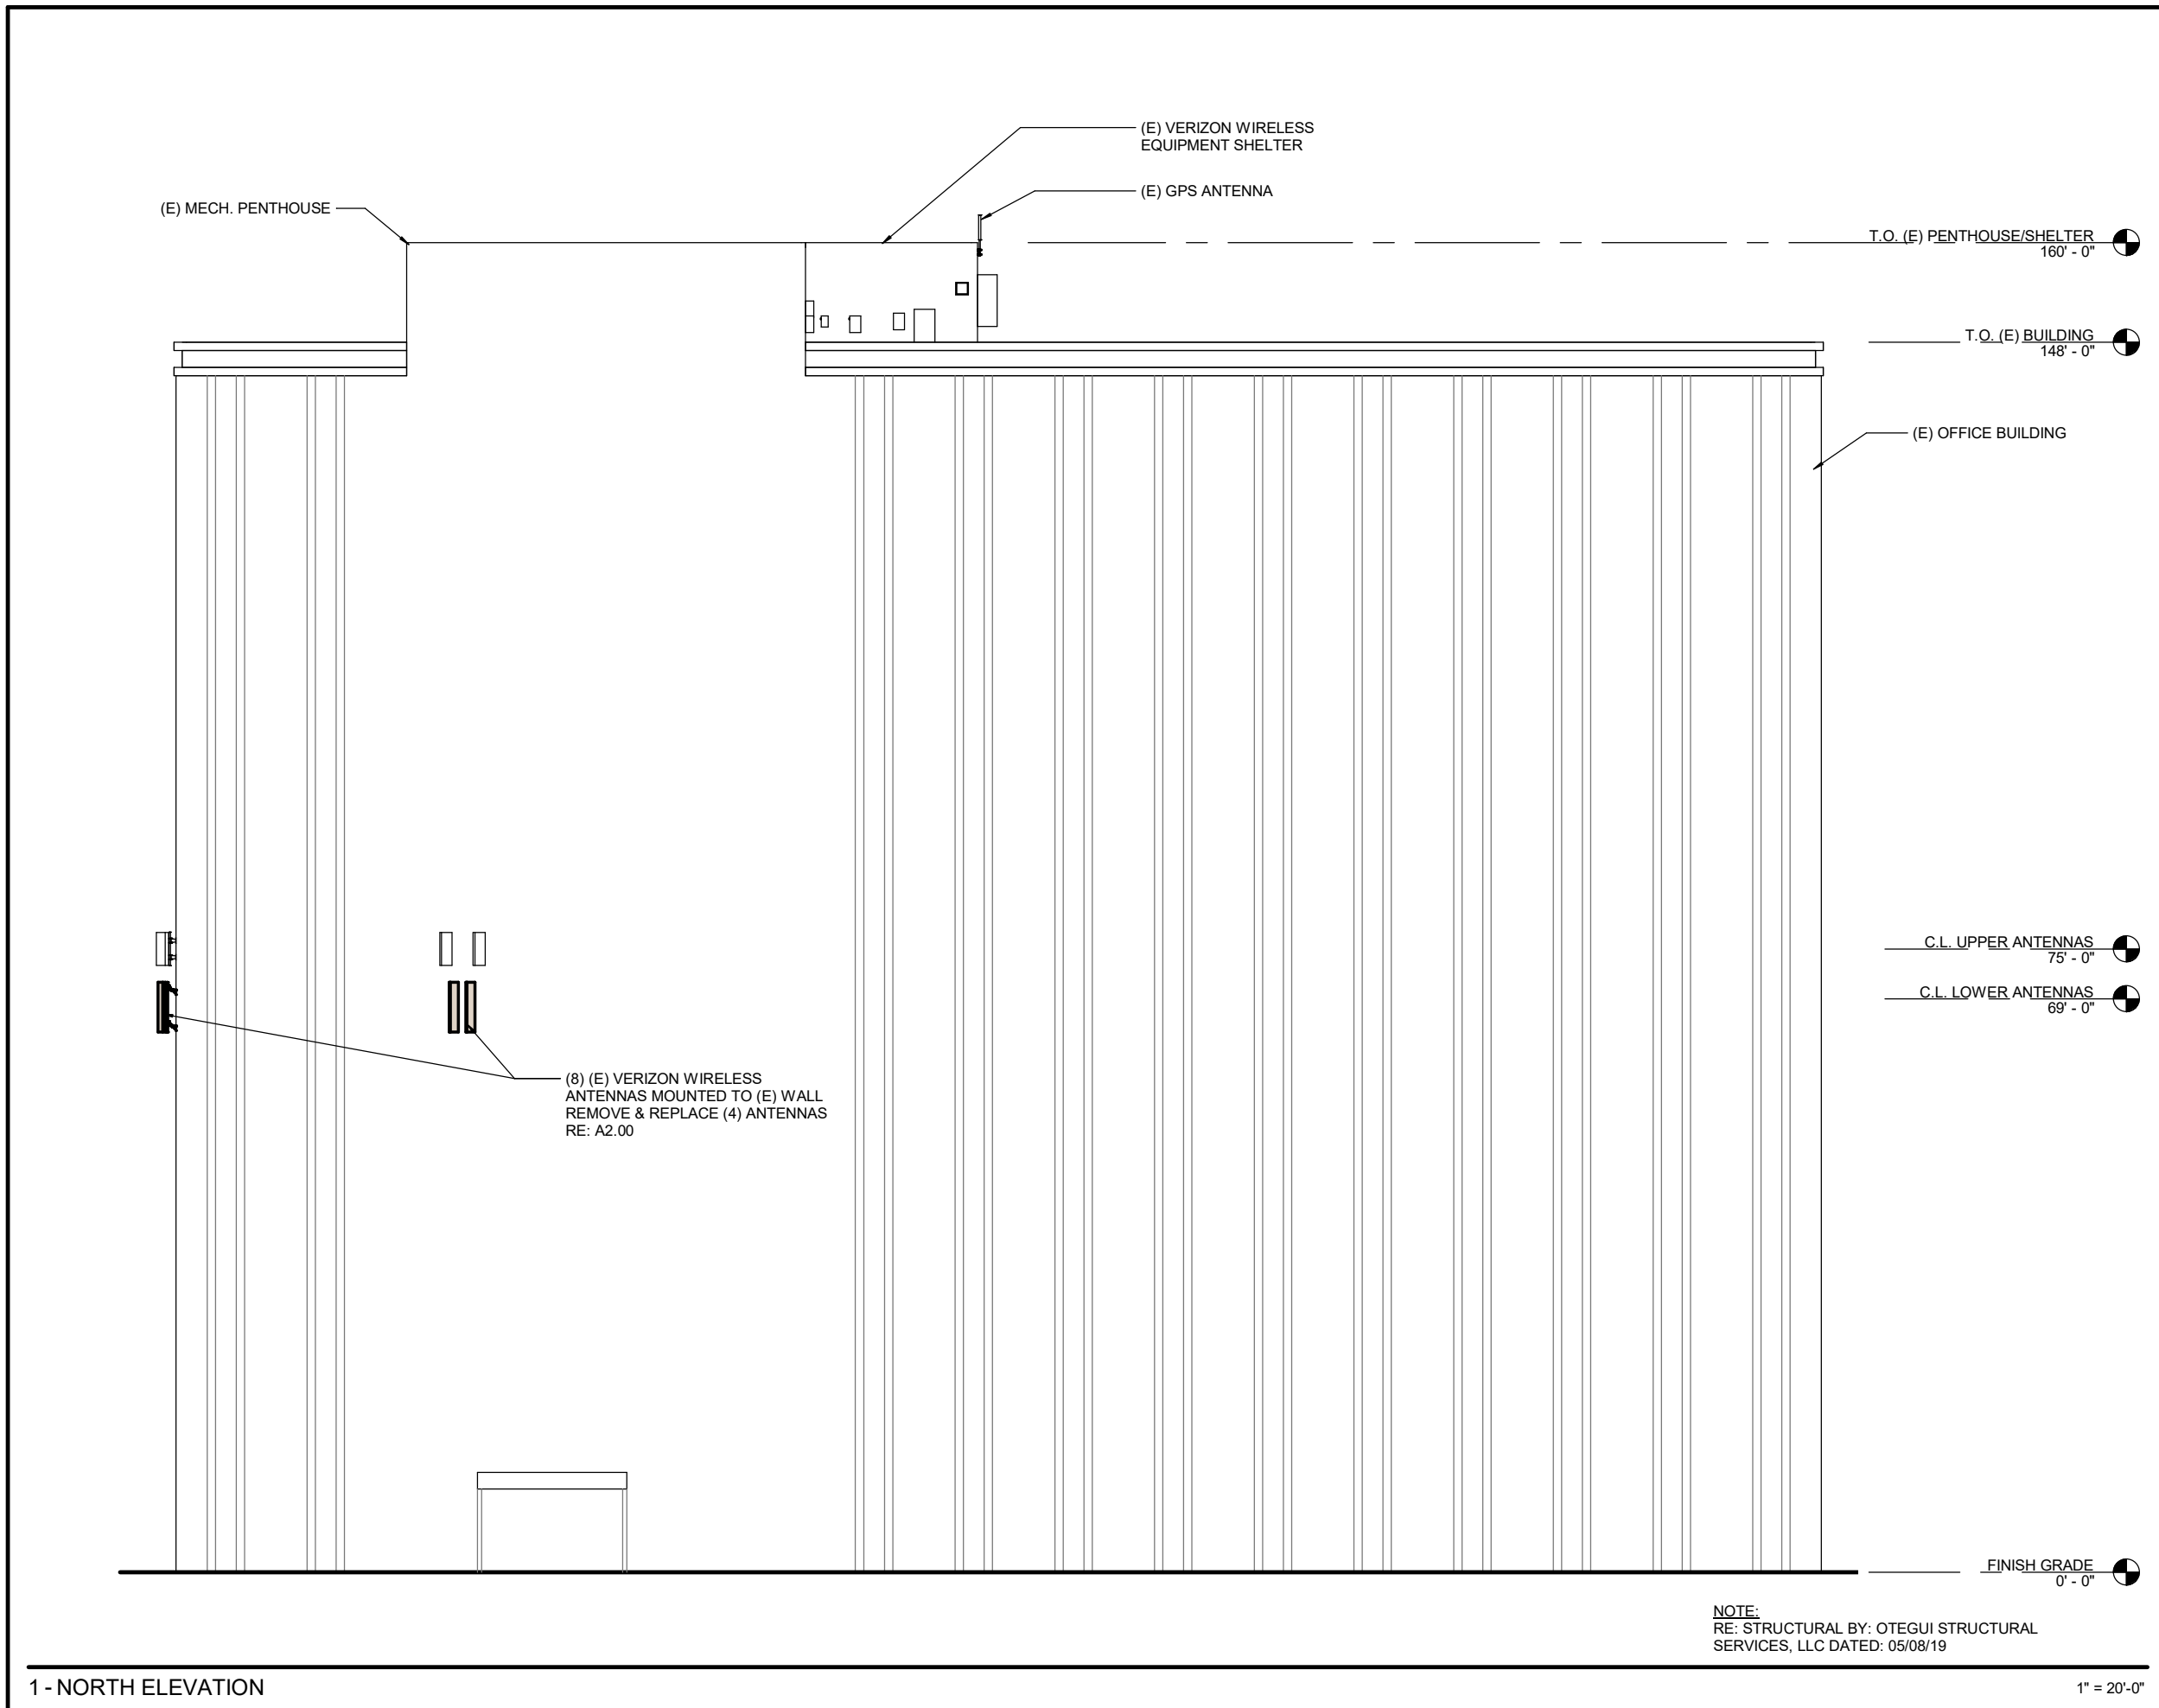 (E) VERIZON WIRELESS
EQUIPMENT SHELTER
(E) GPS ANTENNA
(E) MECH. PENTHOUSE
T.O. (E) PENTHOUSE/SHELTER
160' - 0"
T.O. (E) BUILDING
148' - 0"
(E) OFFICE BUILDING
C.L. UPPER ANTENNAS
75' - 0"
C.L. LOWER ANTENNAS
69' - 0"
(8) (E) VERIZON WIRELESS
ANTENNAS MOUNTED TO (E) WALL
REMOVE & REPLACE (4) ANTENNAS
RE: A2.00
FINISH GRADE
0' - 0"
NOTE:
RE: STRUCTURAL BY: OTEGUI STRUCTURAL
SERVICES, LLC DATED: 05/08/19
1 - NORTH ELEVATION
1" = 20'-0"